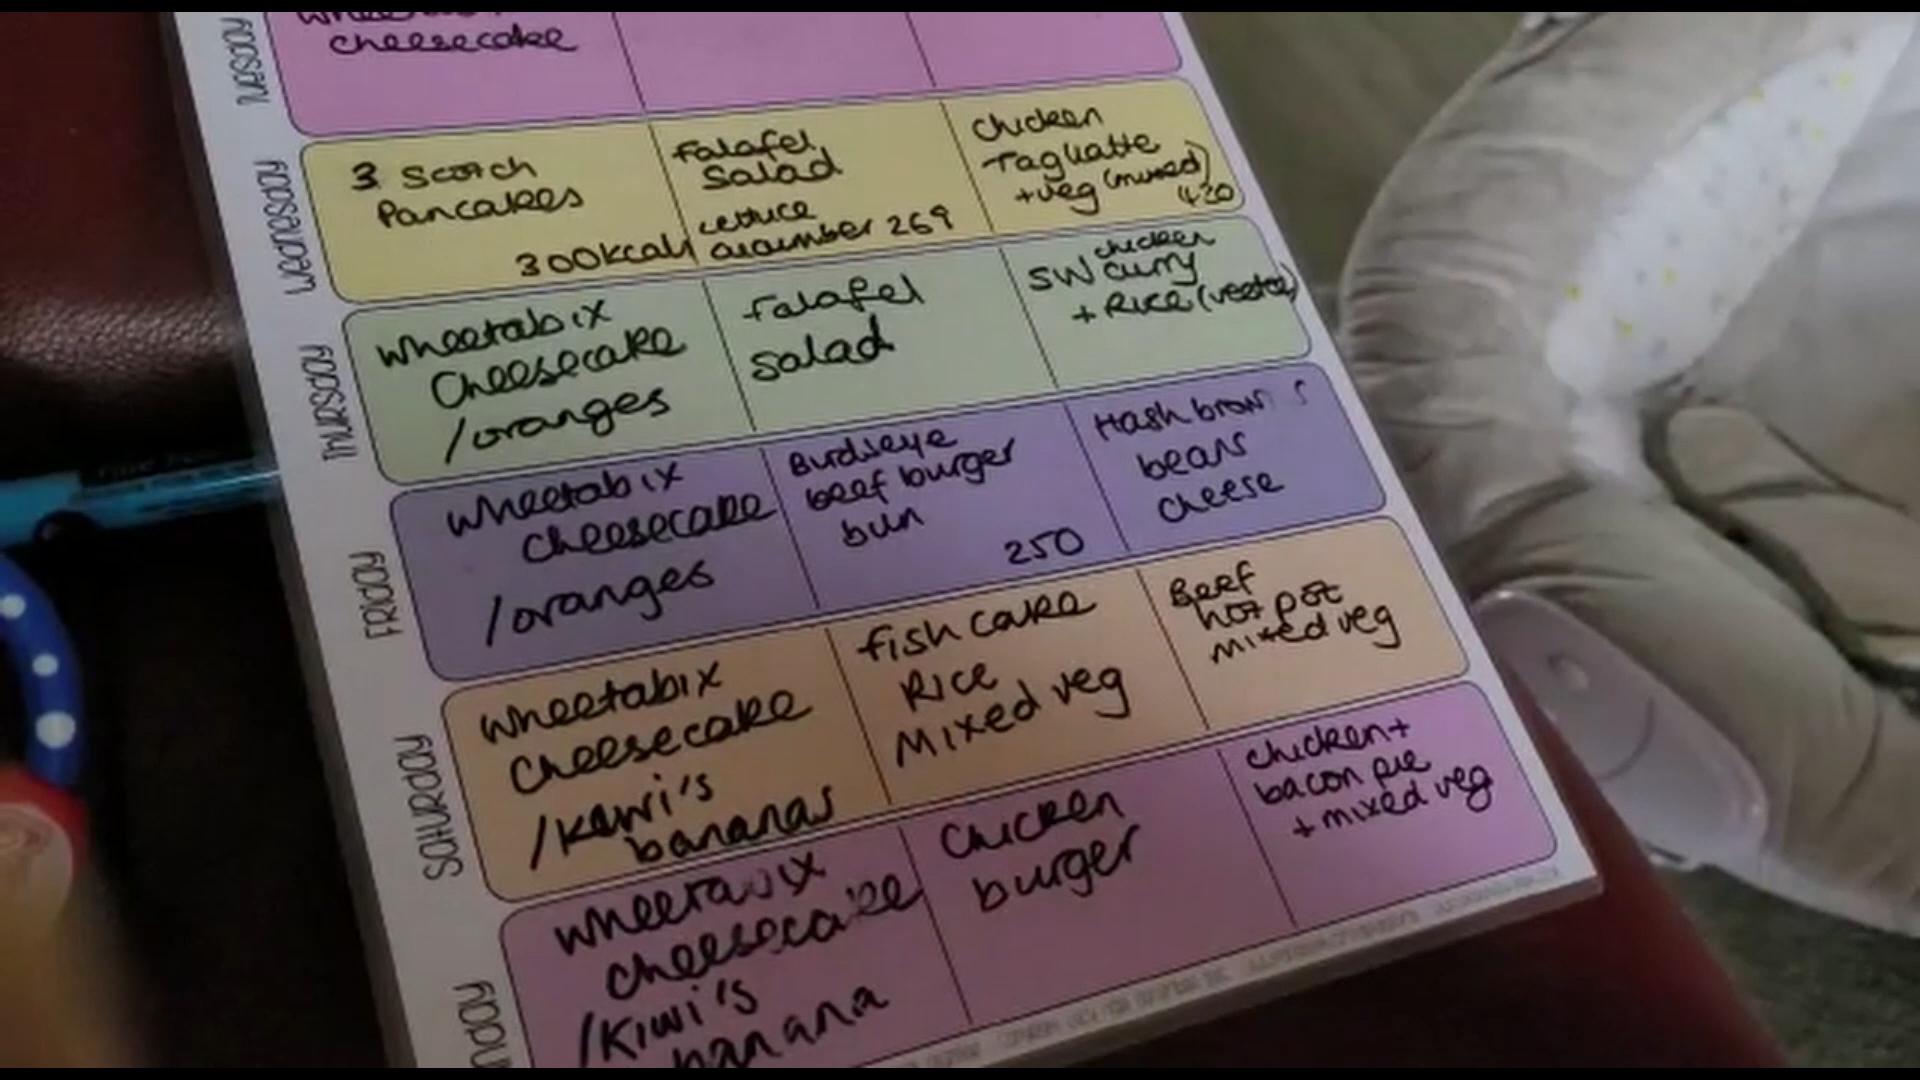 cheesecake
Wednesday
3 Scotch
Pancakes
300kcals
Falafel
Salad
lettuce
cucumber 269
Chicken
Tagliatte
+ veg (mixed)
420
Thursday
Wheetabix
Cheesecake
/oranges
Falafel
Salad
SW chicken
curry
+ Rice
Friday
Wheetabix
cheesecake
/oranges
Birdseye
beef burger
bun
250
Hash browns
beans
cheese
Saturday
Wheetabix
cheesecake
/Kiwi's
bananas
fish cake
Rice
Mixed veg
Beef
hot pot
mixed veg
Wheetabix
cheesecake
/Kiwi's
banana
Chicken
burger
Chicken +
bacon pie
+ mixed veg